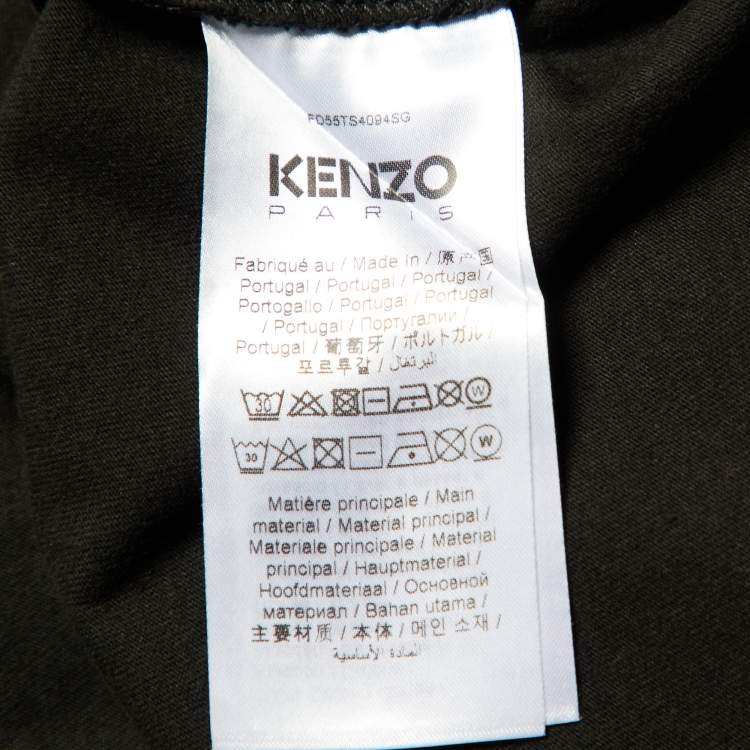 FD55TS4094SG
KENZO
PARIS
Fabriqué au / Made in / 原产国
Portugal / Portugal / Portugal /
Portogallo / Portugal / Portugal
/ Portugal / Португалии /
Portugal / 葡萄牙 / ポルトガル /
포르투갈 / البرتغال
30 W
30 W
Matière principale / Main
material / Material principal /
Materiale principale / Material
principal / Hauptmaterial /
Hoofdmateriaal / Основной
материал / Bahan utama /
主要材质 / 本体 / 메인 소재 /
المادة الأساسية